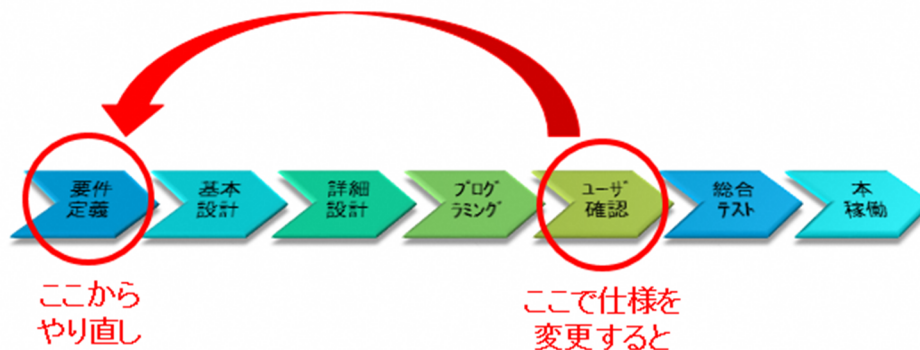 要件
定義
基本
設計
詳細
設計
ﾌﾟﾛｸﾞ
ﾗﾐﾝｸﾞ
ﾕｰｻﾞ
確認
総合
ﾃｽﾄ
本
稼働
ここから
やり直し
ここで仕様を
変更すると